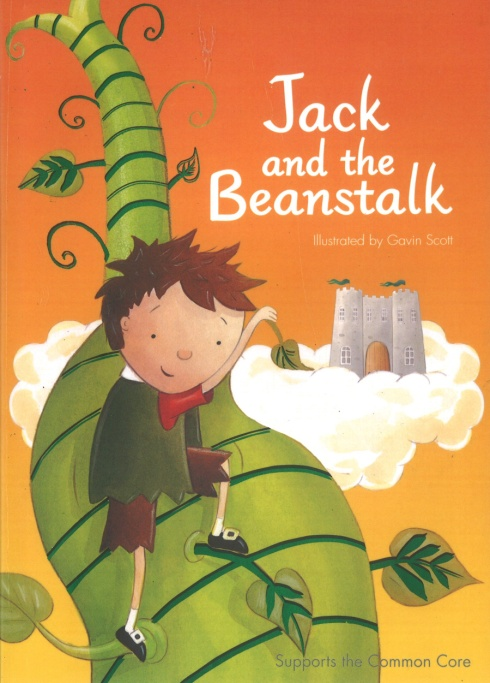 Jack
and the
Beanstalk
Illustrated by Gavin Scott
Supports the Common Core